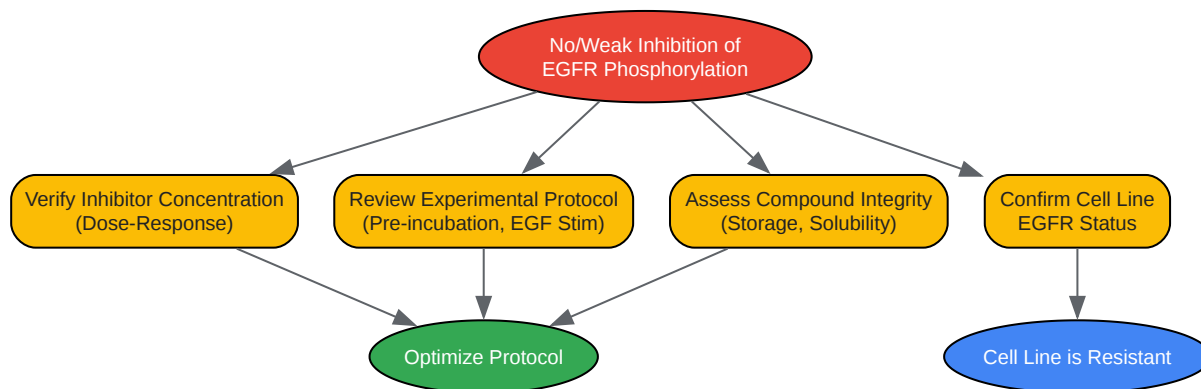 No/Weak Inhibition of
EGFR Phosphorylation
Verify Inhibitor Concentration
(Dose-Response)
Review Experimental Protocol
(Pre-incubation, EGF Stim)
Assess Compound Integrity
(Storage, Solubility)
Confirm Cell Line
EGFR Status
Optimize Protocol
Cell Line is Resistant